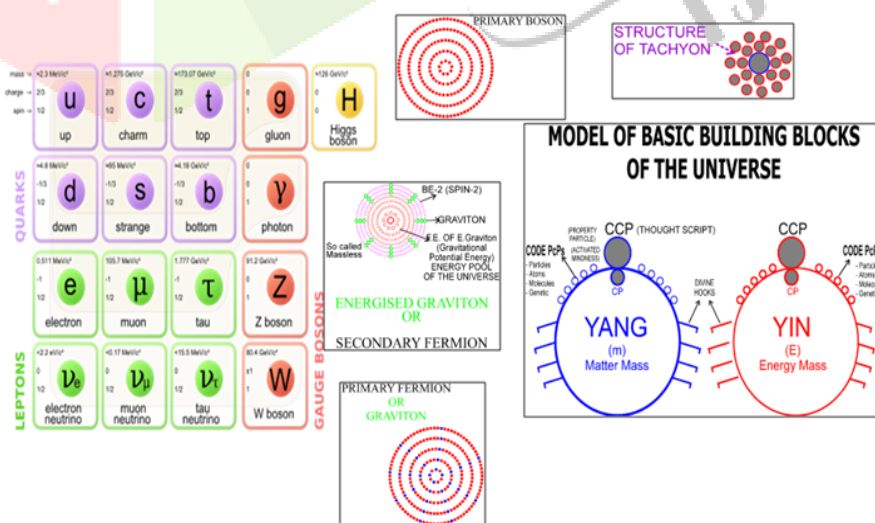 PRIMARY BOSON
STRUCTURE
OF TACHYON
mass
charge
spin
≈2.3 MeV/c²
2/3
1/2
u
up
≈1.275 GeV/c²
2/3
1/2
c
charm
≈173.07 GeV/c²
2/3
1/2
t
top
0
0
1
g
gluon
≈126 GeV/c²
0
0
H
Higgs
boson
QUARKS
≈4.8 MeV/c²
-1/3
1/2
d
down
≈95 MeV/c²
-1/3
1/2
s
strange
≈4.18 GeV/c²
-1/3
1/2
b
bottom
0
0
1
γ
photon
0.511 MeV/c²
-1
1/2
e
electron
105.7 MeV/c²
-1
1/2
μ
muon
1.777 GeV/c²
-1
1/2
τ
tau
91.2 GeV/c²
0
1
Z
Z boson
LEPTONS
<2.2 eV/c²
0
1/2
νe
electron
neutrino
<0.17 MeV/c²
0
1/2
νμ
muon
neutrino
<15.5 MeV/c²
0
1/2
ντ
tau
neutrino
80.4 GeV/c²
±1
1
W
W boson
GAUGE BOSONS
BE-2 (SPIN-2)
GRAVITON
So called
Massless
F.E. OF E.Graviton
(Gravitational
Potential Energy)
ENERGY POOL
OF THE UNIVERSE
ENERGISED GRAVITON
OR
SECONDARY FERMION
PRIMARY FERMION
OR
GRAVITON
MODEL OF BASIC BUILDING BLOCKS
OF THE UNIVERSE
(PROPERTY
PARTICLE)
(ACTIVATED
MINDNESS)
CCP (THOUGHT SCRIPT)
CCP
CODE PcPs
- Particles
- Atoms
- Molecules
- Genetic
CP
DIVINE
HOOKS
CP
CODE PcP
- Partic
- Atoms
- Molec
- Genet
YANG
(m)
Matter Mass
YIN
(E)
Energy Mass